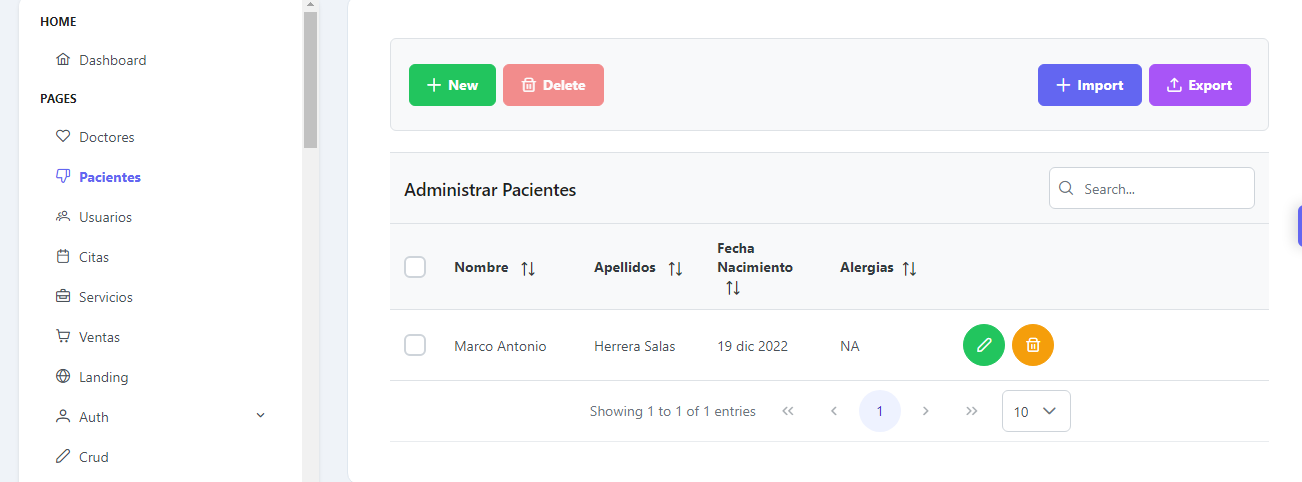 HOME
Dashboard
PAGES
Doctores
Pacientes
Usuarios
Citas
Servicios
Ventas
Landing
Auth
Crud
New
Delete
Import
Export
Administrar Pacientes
Search...
Nombre
Apellidos
Fecha
Nacimiento
Alergias
Marco Antonio
Herrera Salas
19 dic 2022
NA
Showing 1 to 1 of 1 entries
1
10